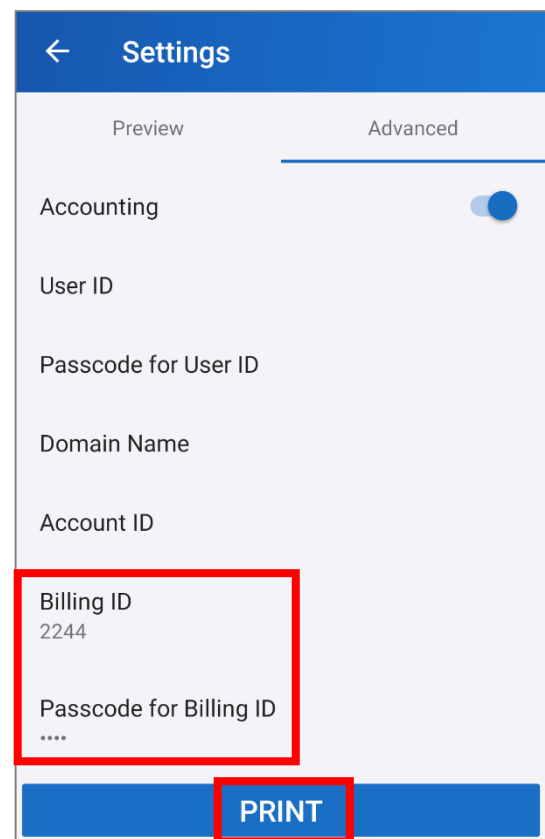 Settings
Preview Advanced
Accounting
User ID
Passcode for User ID
Domain Name
Account ID
Billing ID
2244
Passcode for Billing ID
••••
PRINT